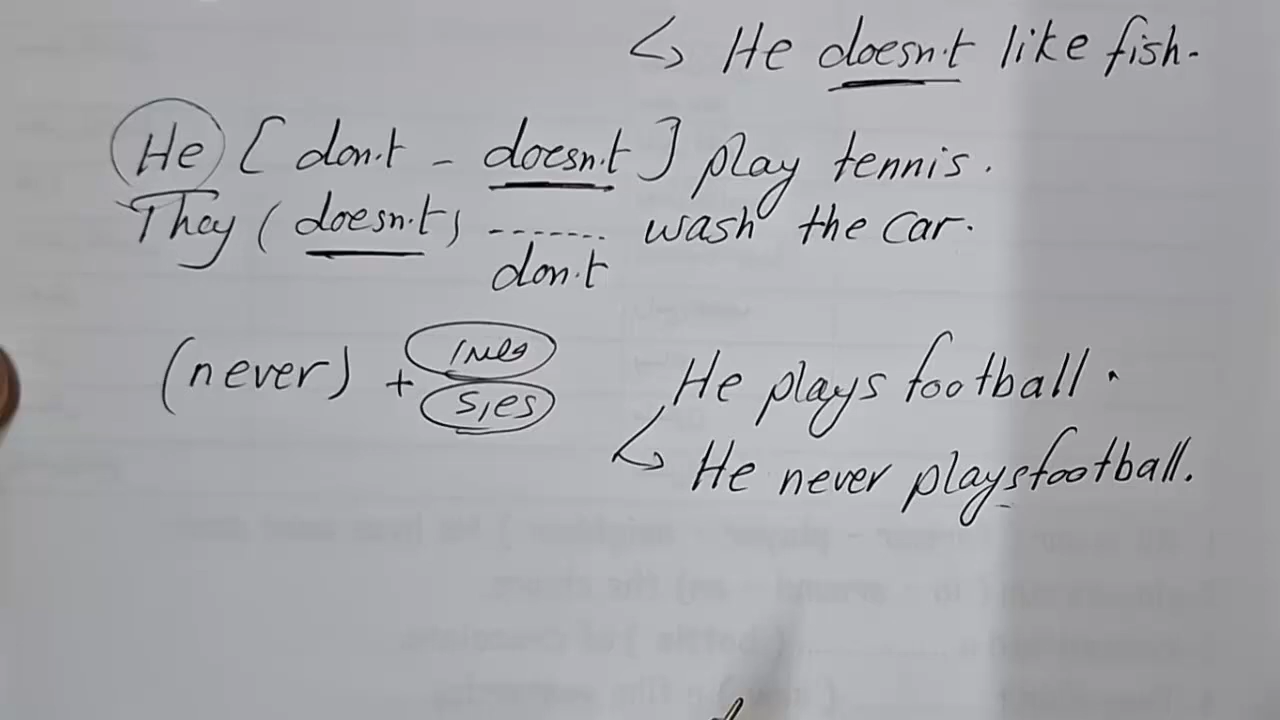 ↳ He doesn't like fish.
He [ don't - doesn't ] play tennis.
They ( doesn't ) ------- wash the car.
don't
(never) +
s, es
He plays football.
↳ He never plays football.